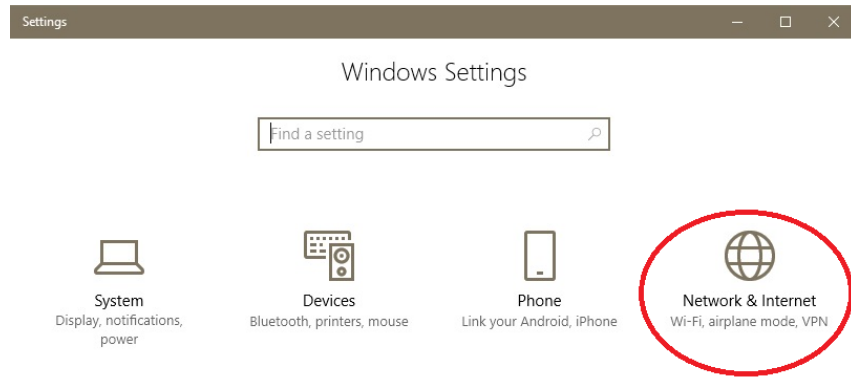 Settings
Windows Settings
Find a setting
System
Display, notifications,
power
Devices
Bluetooth, printers, mouse
Phone
Link your Android, iPhone
Network & Internet
Wi-Fi, airplane mode, VPN